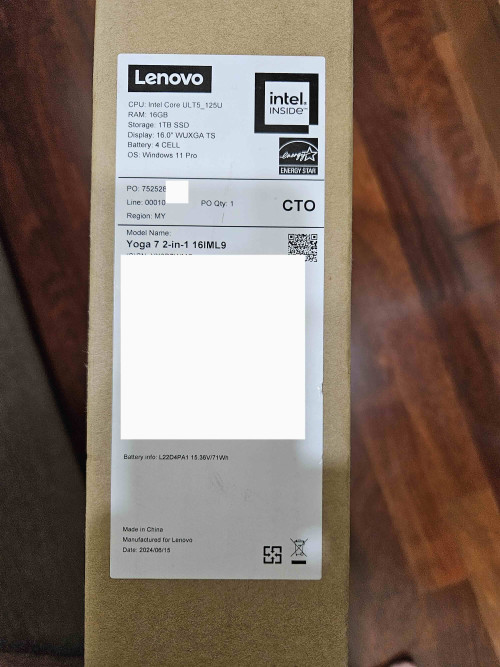 Lenovo
CPU: Intel Core ULT5_125U
RAM: 16GB
Storage: 1TB SSD
Display: 16.0" WUXGA TS
Battery: 4 CELL
OS: Windows 11 Pro
intel.
INSIDE™
energy
ENERGY STAR
PO: 752528
Line: 00010 PO Qty: 1
Region: MY
CTO
Model Name:
Yoga 7 2-in-1 16IML9
Battery info: L22D4PA1 15.36V/71Wh
Made in China
Manufactured for Lenovo
Date: 2024/06/15